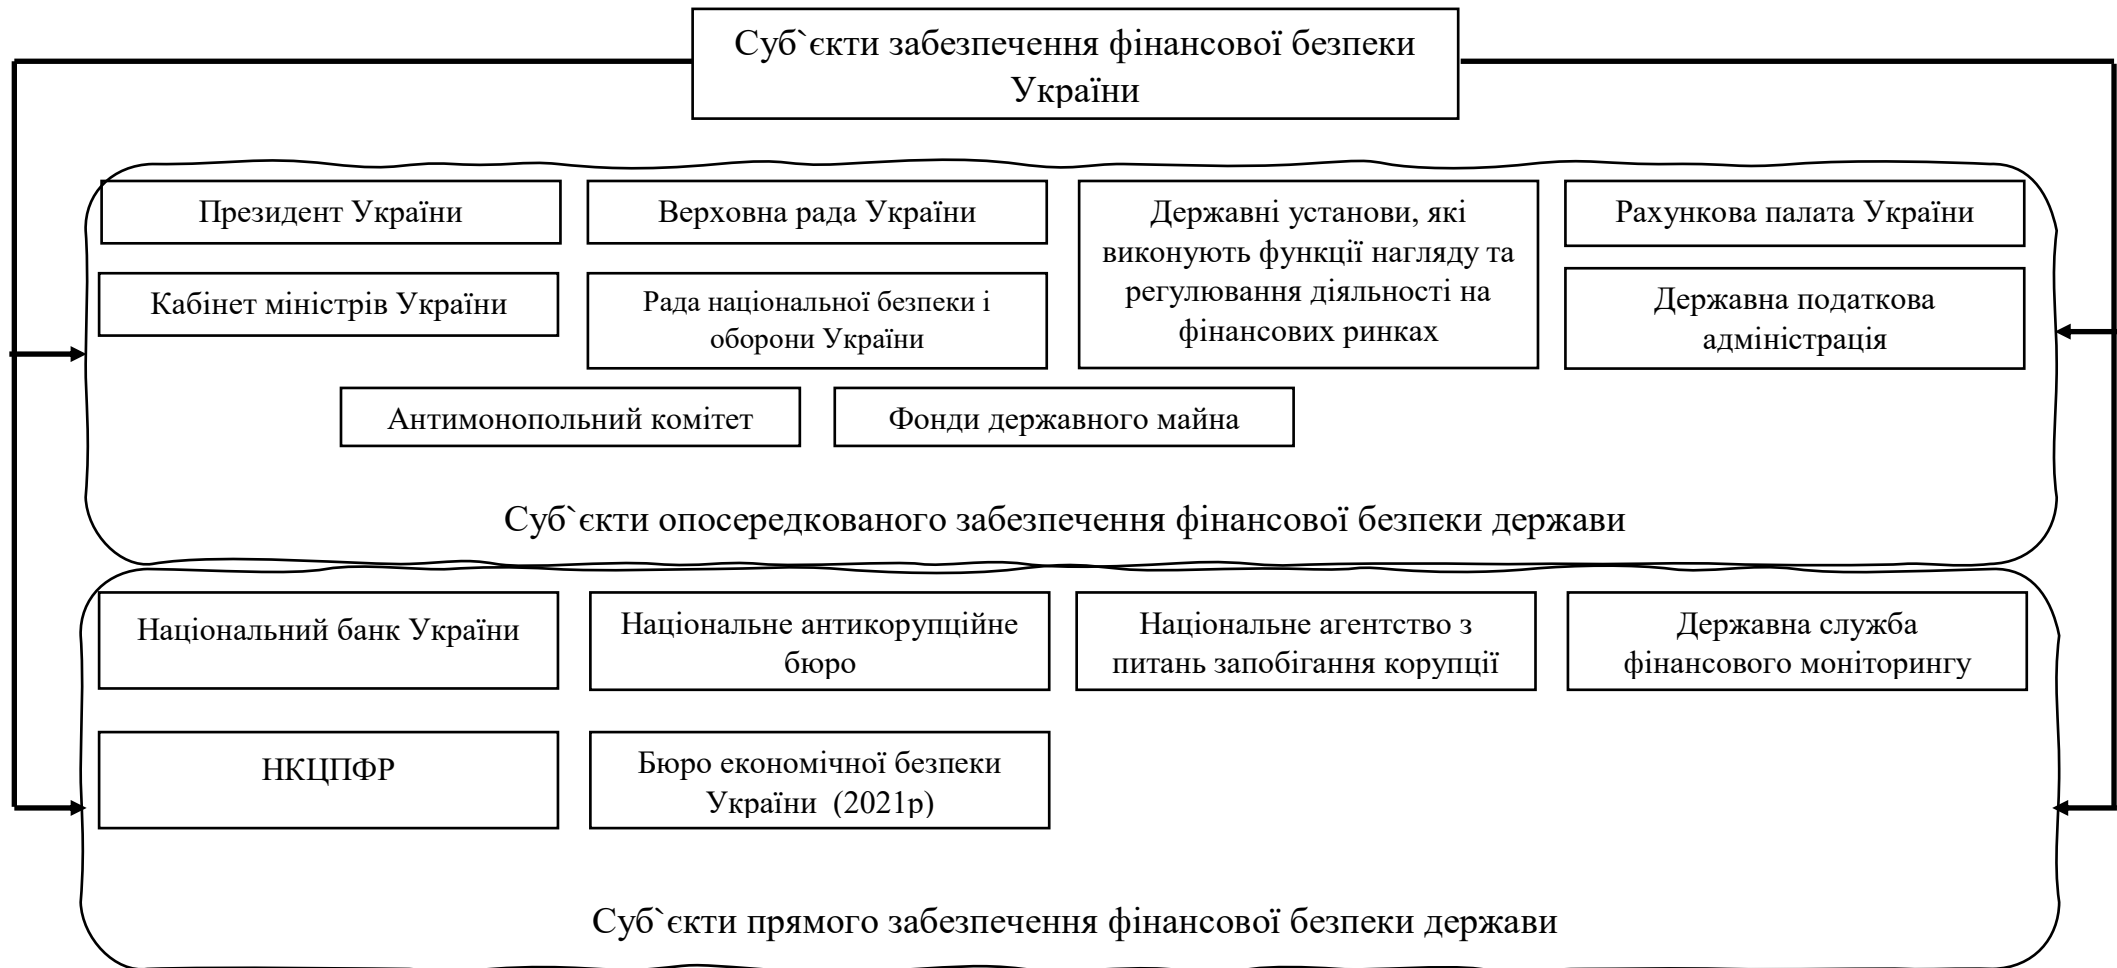 Суб`єкти забезпечення фінансової безпеки
України
Президент України
Верховна рада України
Державні установи, які
виконують функції нагляду та
регулювання діяльності на
фінансових ринках
Рахункова палата України
Кабінет міністрів України
Рада національної безпеки і
оборони України
Державна податкова
адміністрація
Антимонопольний комітет
Фонди державного майна
Суб`єкти опосередкованого забезпечення фінансової безпеки держави
Національний банк України
Національне антикорупційне
бюро
Національне агентство з
питань запобігання корупції
Державна служба
фінансового моніторингу
НКЦПФР
Бюро економічної безпеки
України (2021р)
Суб`єкти прямого забезпечення фінансової безпеки держави